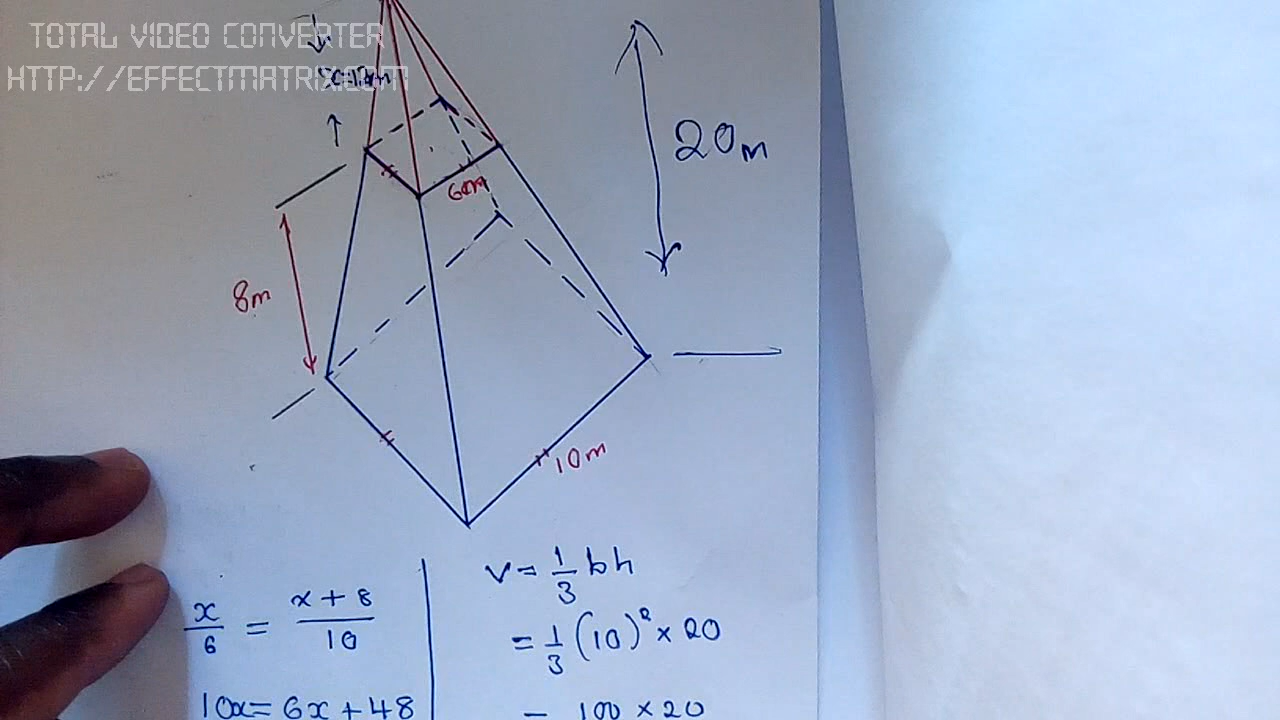 TOTAL VIDEO CONVERTER
HTTP://EFFECTMATRIX.COM
20m
6m
8m
10m
x/6 = x + 8/10
10x = 6x + 48
V = 1/3 bh
= 1/3 (10)² × 20
= 100 × 20